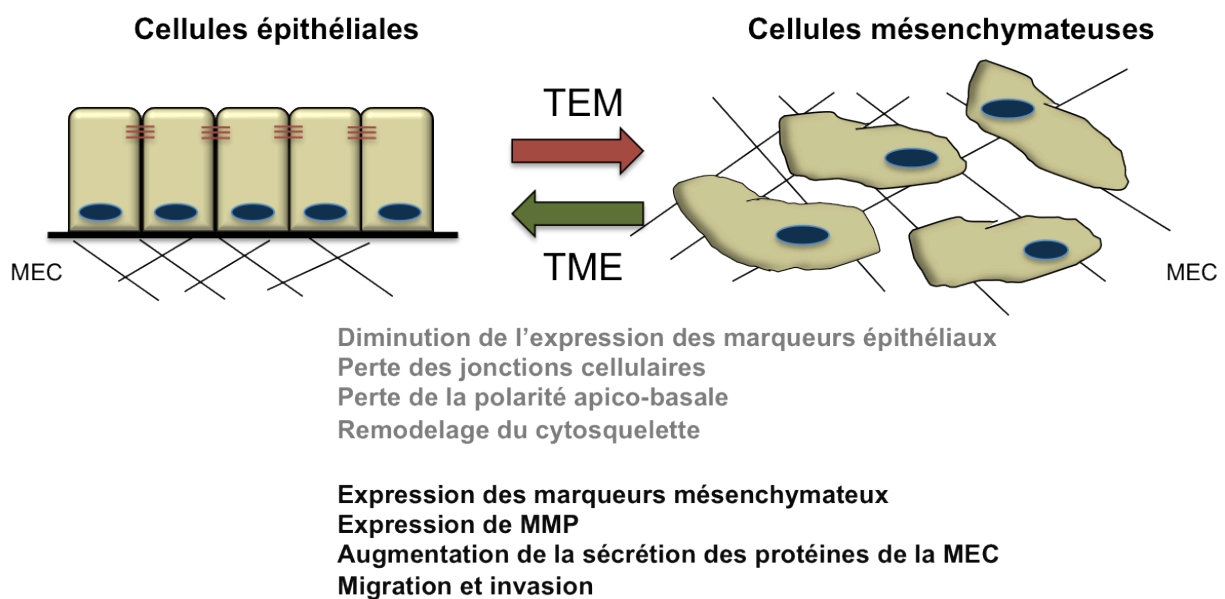 Cellules épithéliales
Cellules mésenchymateuses
TEM
TME
MEC
MEC
Diminution de l’expression des marqueurs épithéliaux
Perte des jonctions cellulaires
Perte de la polarité apico-basale
Remodelage du cytosquelette
Expression des marqueurs mésenchymateux
Expression de MMP
Augmentation de la sécrétion des protéines de la MEC
Migration et invasion